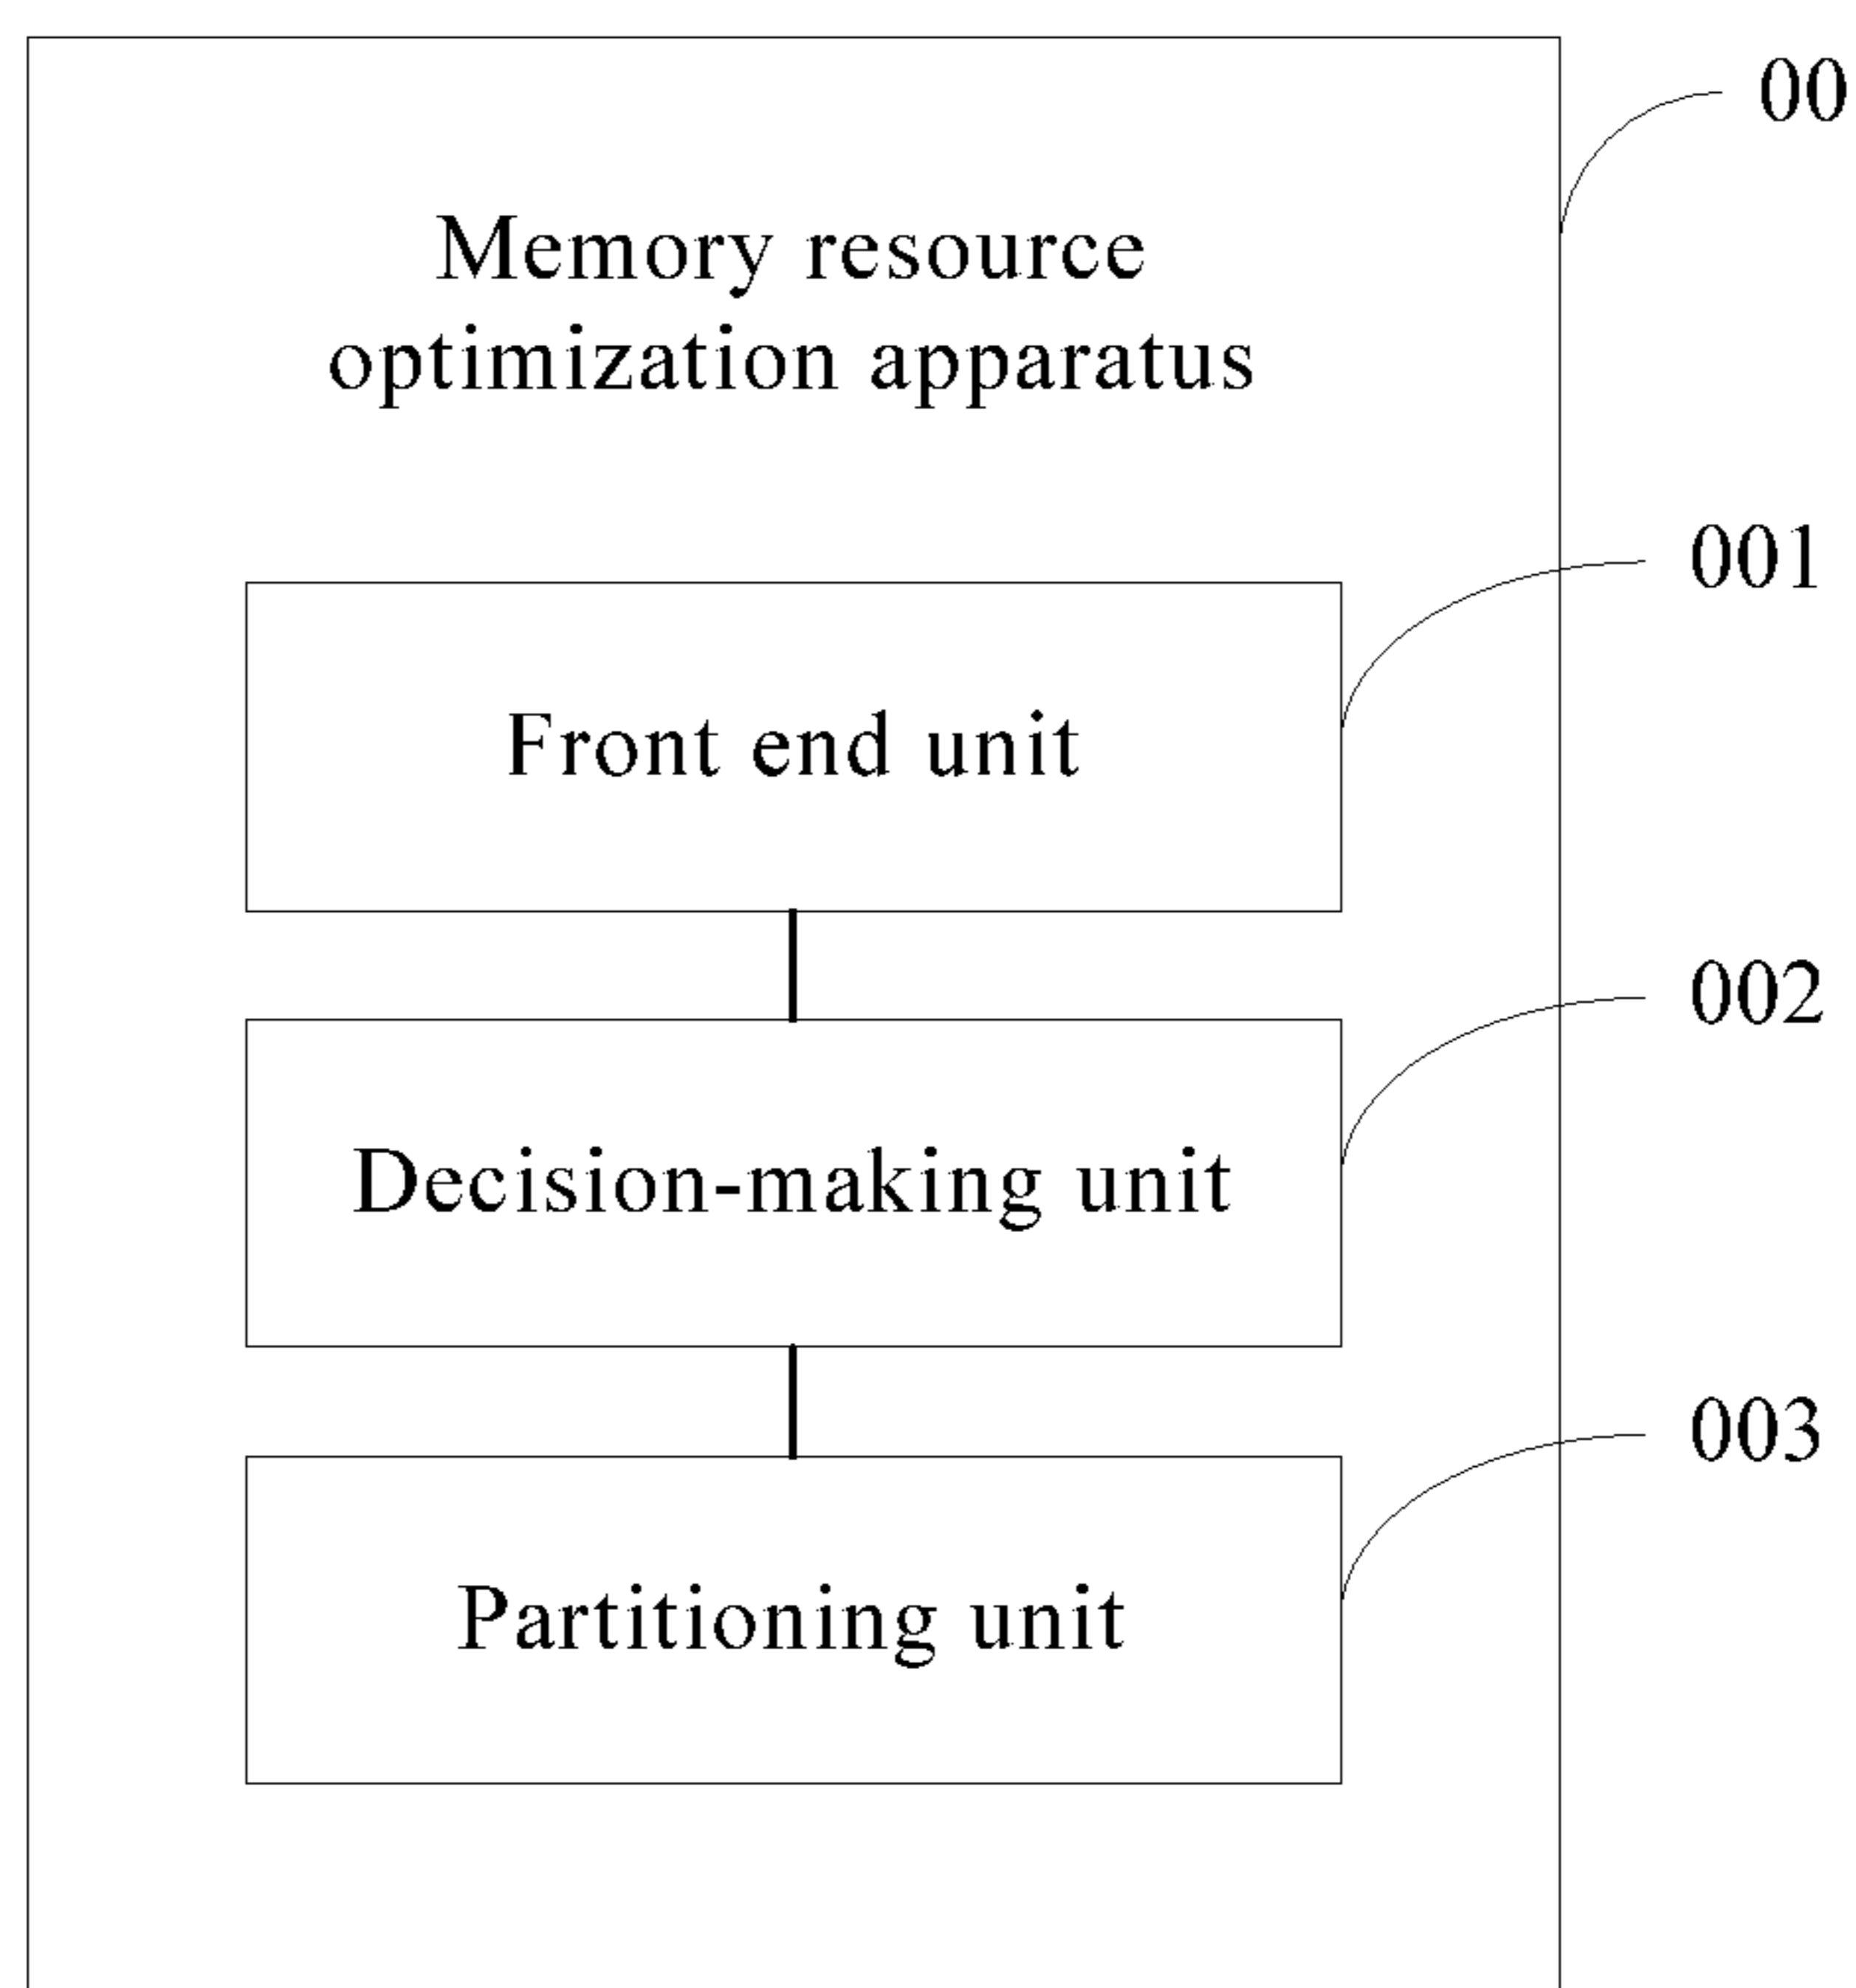 00
Memory resource
optimization apparatus
001
Front end unit
002
Decision-making unit
003
Partitioning unit